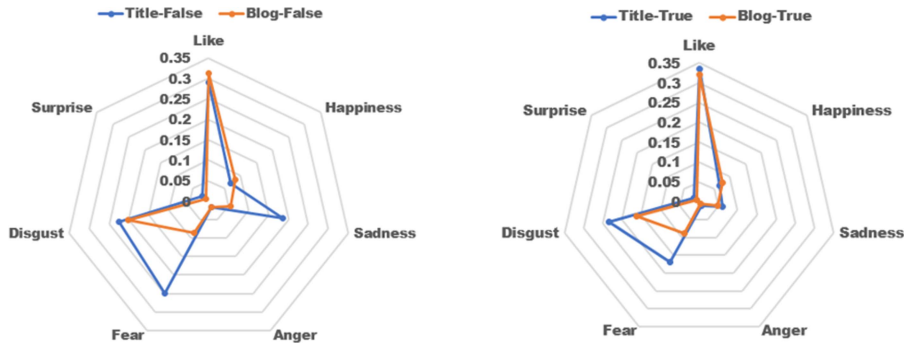 Title-False Blog-False
Like
0.35
0.3
0.25
0.2
0.15
0.1
0.05
0
Surprise
Happiness
Disgust
Sadness
Fear
Anger
Title-True Blog-True
Like
0.35
0.3
0.25
0.2
0.15
0.1
0.05
0
Surprise
Happiness
Disgust
Sadness
Fear
Anger